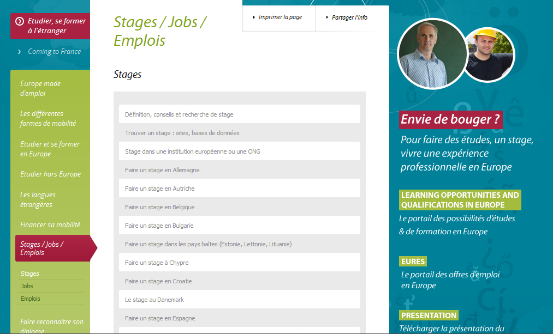 Etudier, se former
à l'étranger
Coming to France
Europe mode
d'emploi
Les différentes
formes de mobilité
Etudier et se former
en Europe
Etudier hors Europe
Les langues
étrangères
Financer sa mobilité
Stages / Jobs /
Emplois
Stages
Jobs
Emplois
Faire reconnaître son
diplôme
Stages / Jobs /
Emplois
Imprimer la page
Partager l'info
Stages
Définition, conseils et recherche de stage
Trouver un stage : sites, bases de données
Stage dans une institution européenne ou une ONG
Faire un stage en Allemagne
Faire un stage en Autriche
Faire un stage en Belgique
Faire un stage en Bulgarie
Faire un stage dans les pays baltes (Estonie, Lettonie, Lituanie)
Faire un stage à Chypre
Faire un stage en Croatie
Le stage au Danemark
Faire un stage en Espagne
Envie de bouger ?
Pour faire des études, un stage,
vivre une expérience
professionnelle en Europe
LEARNING OPPORTUNITIES AND
QUALIFICATIONS IN EUROPE
Le portail des possibilités d'études
& de formation en Europe
EURES
Le portail des offres d'emploi
en Europe
PRESENTATION
Télécharger la présentation du